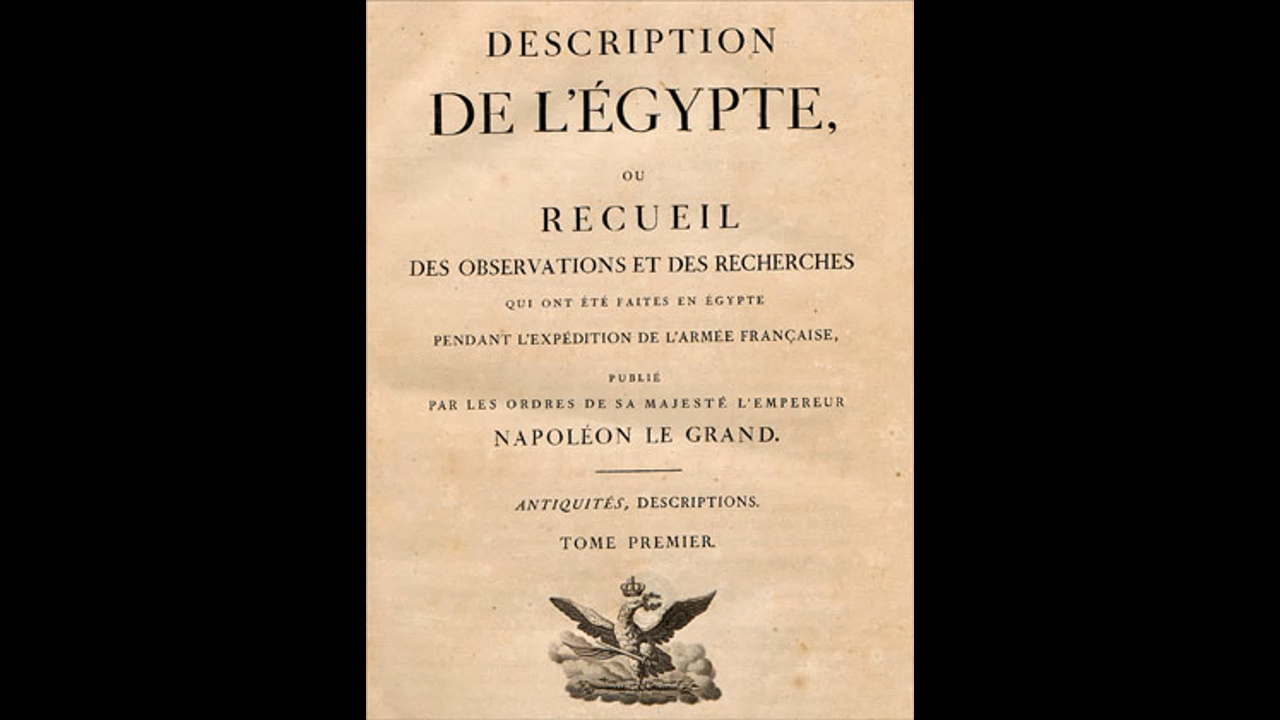 DESCRIPTION
DE L'ÉGYPTE,
OU
RECUEIL
DES OBSERVATIONS ET DES RECHERCHES
QUI ONT ÉTÉ FAITES EN ÉGYPTE
PENDANT L'EXPÉDITION DE L'ARMÉE FRANÇAISE,
PUBLIÉ
PAR LES ORDRES DE SA MAJESTÉ L'EMPEREUR
NAPOLÉON LE GRAND.
ANTIQUITÉS, DESCRIPTIONS.
TOME PREMIER.